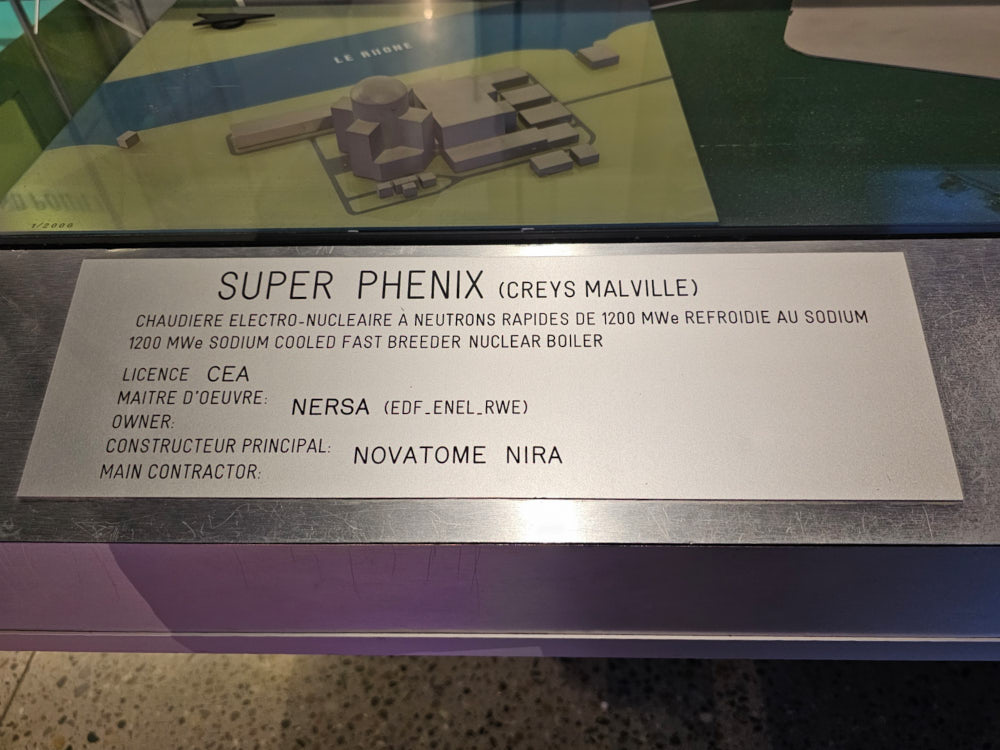 LE RHONE
1/2000
SUPER PHENIX (CREYS MALVILLE)
CHAUDIERE ELECTRO-NUCLEAIRE À NEUTRONS RAPIDES DE 1200 MWe REFROIDIE AU SODIUM
1200 MWe SODIUM COOLED FAST BREEDER NUCLEAR BOILER
LICENCE CEA
MAITRE D'OEUVRE:
OWNER:
NERSA (EDF_ENEL_RWE)
CONSTRUCTEUR PRINCIPAL:
MAIN CONTRACTOR:
NOVATOME NIRA